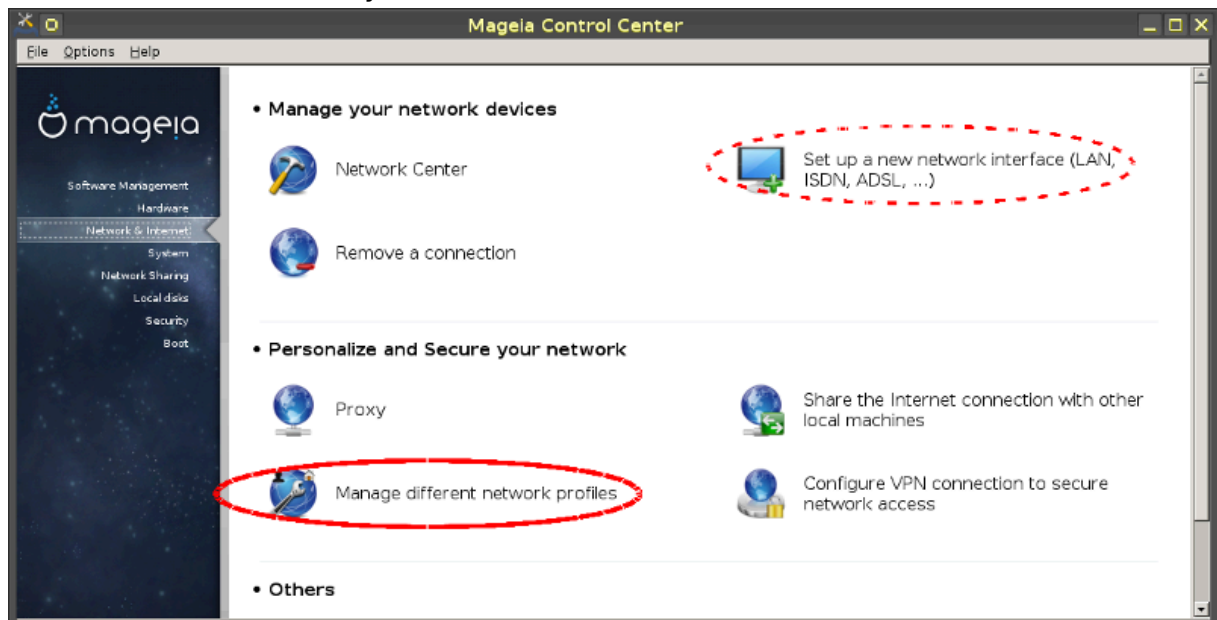 Mageia Control Center
File Options Help
mageia
Software Management
Hardware
Network & Internet
System
Network Sharing
Local disks
Security
Boot
• Manage your network devices
Network Center
Set up a new network interface (LAN,
ISDN, ADSL, ...)
Remove a connection
• Personalize and Secure your network
Proxy
Share the Internet connection with other
local machines
Manage different network profiles
Configure VPN connection to secure
network access
• Others